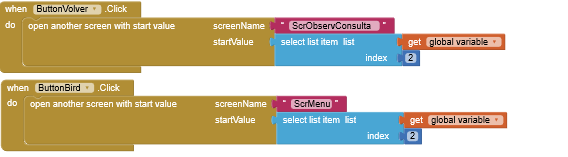 when ButtonVolver .Click
do open another screen with start value screenName " ScrObservConsulta "
startValue select list item list get global variable
index 2
when ButtonBird .Click
do open another screen with start value screenName " ScrMenu "
startValue select list item list get global variable
index 2